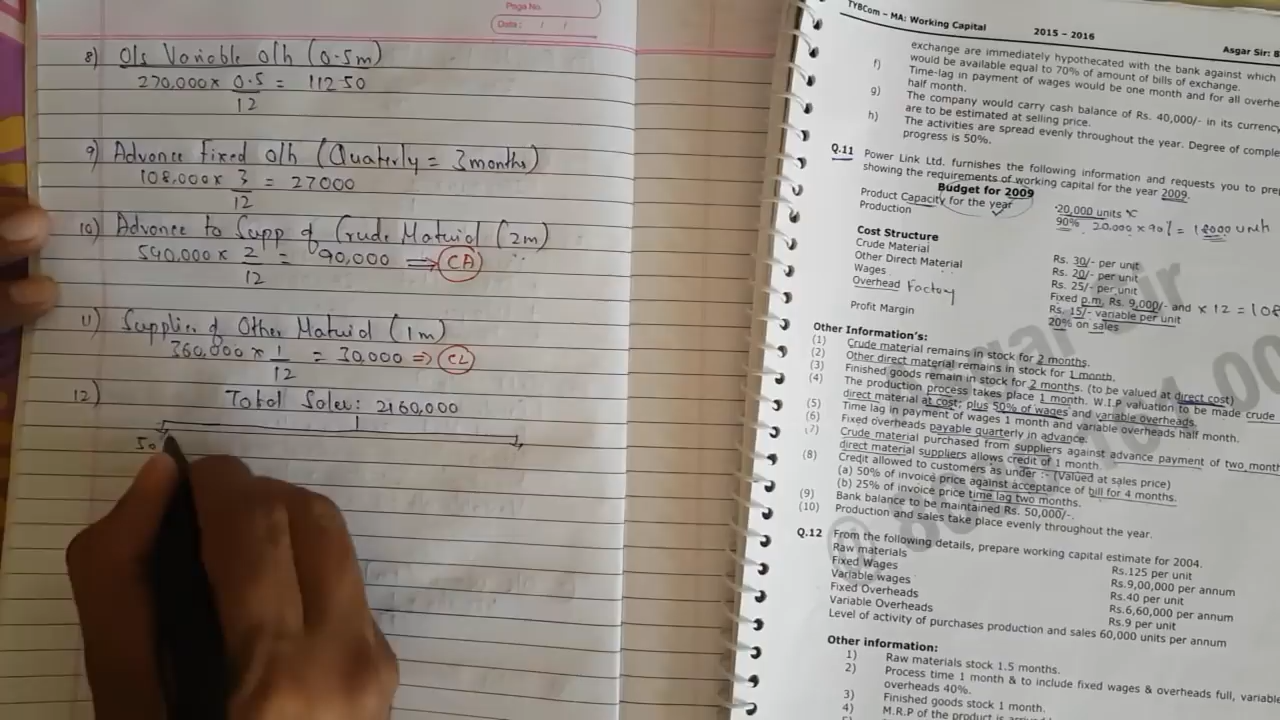 Page No.
Date: / /
8) O/s Variable o/h (0.5m)
270,000 × 0.5 = 11250
12
9) Advance Fixed o/h (Quaterly = 3 months)
108,000 × 3 = 27000
12
10) Advance to Supp of Crude Material (2m)
540,000 × 2 = 90,000 ⇒ CA
12
11) Supplier of Other Material (1m)
360,000 × 1 = 30,000 ⇒ CL
12
12) Total Sales: 2160,000
50
TYBCom – MA: Working Capital 2015 – 2016 Asgar Sir: 8
exchange are immediately hypothecated with the bank against which
would be available equal to 70% of amount of bills of exchange.
f) Time-lag in payment of wages would be one month and for all overhe
half month.
g) The company would carry cash balance of Rs. 40,000/- in its currency
are to be estimated at selling price.
h) The activities are spread evenly throughout the year. Degree of comple
progress is 50%.
Q.11 Power Link Ltd. furnishes the following information and requests you to prep
showing the requirements of working capital for the year 2009.
Budget for 2009
Product Capacity for the year 20,000 units
Production 90% 20,000 × 90% = 18000 units
Cost Structure
Crude Material Rs. 30/- per unit
Other Direct Material Rs. 20/- per unit
Wages Rs. 25/- per unit
Overhead Factory Fixed p.m. Rs. 9,000/- and × 12 = 108
Rs. 15/- variable per unit
Profit Margin 20% on sales
Other Information's:
(1) Crude material remains in stock for 2 months.
(2) Other direct material remains in stock for 1 month.
(3) Finished goods remain in stock for 2 months. (to be valued at direct cost)
(4) The production process takes place 1 month. W.I.P valuation to be made crude
direct material at cost; plus 50% of wages and variable overheads.
(5) Time lag in payment of wages 1 month and variable overheads half month.
(6) Fixed overheads payable quarterly in advance.
(7) Crude material purchased from suppliers against advance payment of two month
direct material suppliers allows credit of 1 month.
(8) Credit allowed to customers as under :- (Valued at sales price)
(a) 50% of invoice price against acceptance of bill for 4 months.
(b) 25% of invoice price time lag two months.
(9) Bank balance to be maintained Rs. 50,000/-.
(10) Production and sales take place evenly throughout the year.
Q.12 From the following details, prepare working capital estimate for 2004.
Raw materials Rs.125 per unit
Fixed Wages Rs.9,00,000 per annum
Variable wages Rs.40 per unit
Fixed Overheads Rs.6,60,000 per annum
Variable Overheads Rs.9 per unit
Level of activity of purchases production and sales 60,000 units per annum
Other information:
1) Raw materials stock 1.5 months.
2) Process time 1 month & to include fixed wages & overheads full, variable
overheads 40%.
3) Finished goods stock 1 month.
4) M.R.P of the product is